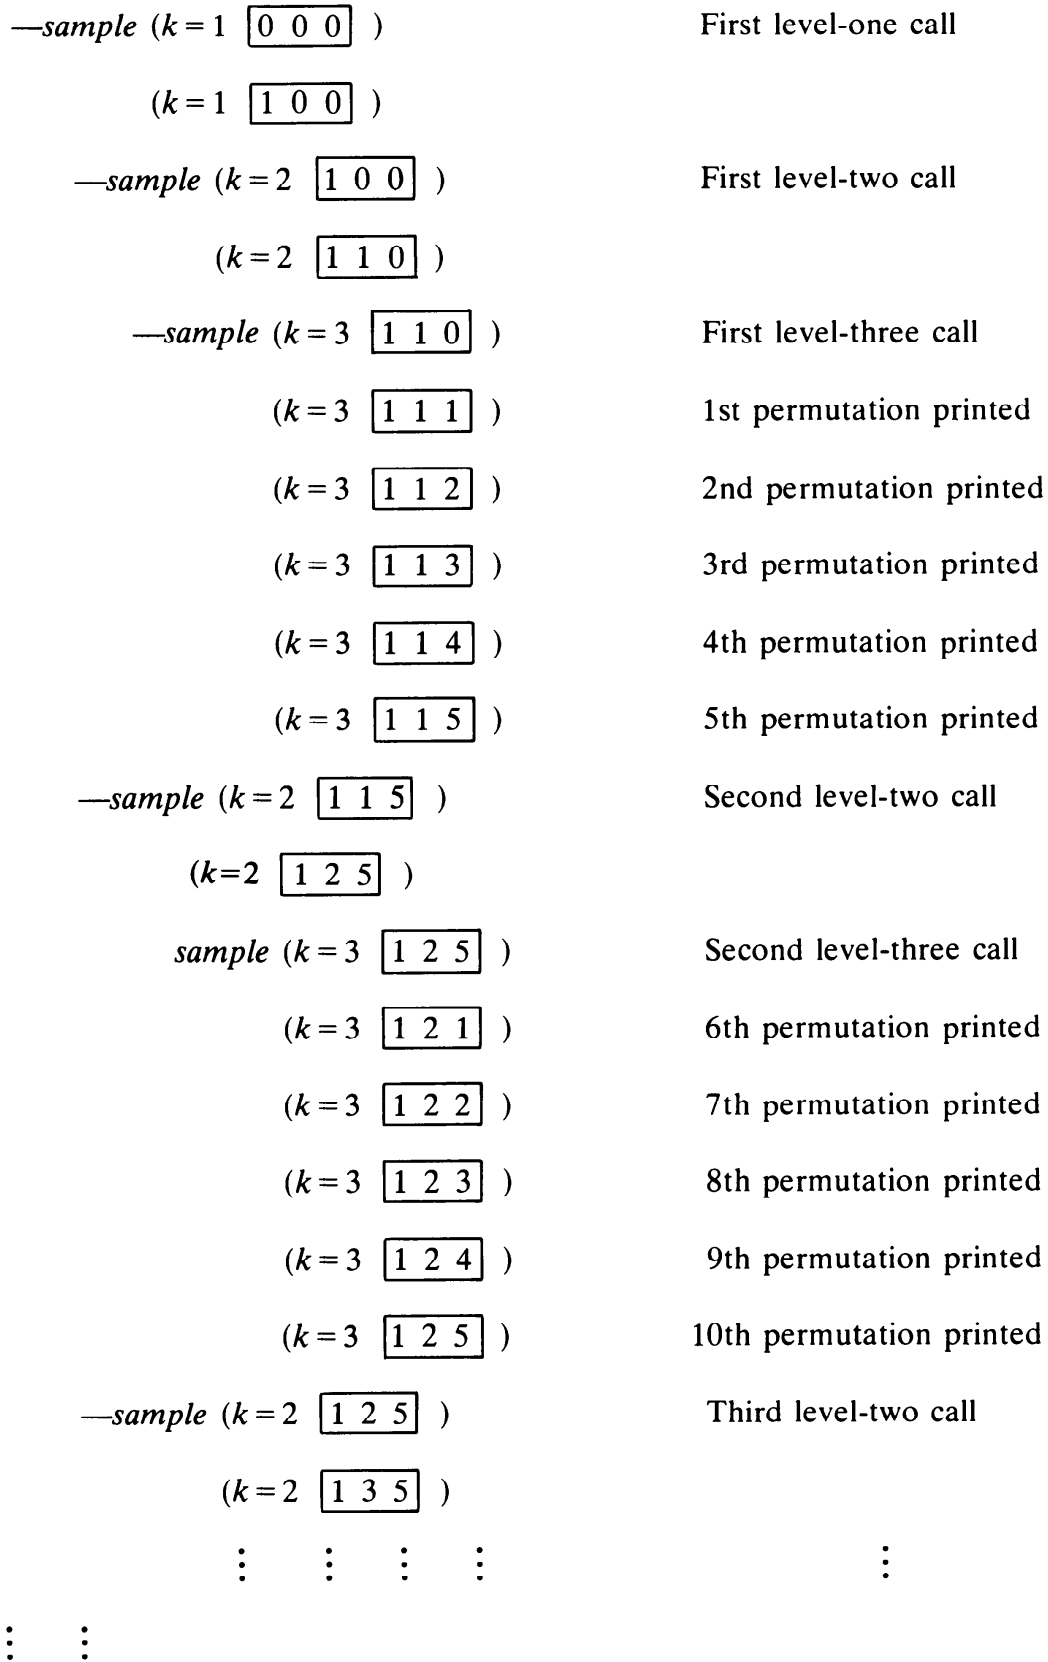 —sample (k = 1 0 0 0 ) First level-one call
(k = 1 1 0 0 )
—sample (k = 2 1 0 0 ) First level-two call
(k = 2 1 1 0 )
—sample (k = 3 1 1 0 ) First level-three call
(k = 3 1 1 1 ) 1st permutation printed
(k = 3 1 1 2 ) 2nd permutation printed
(k = 3 1 1 3 ) 3rd permutation printed
(k = 3 1 1 4 ) 4th permutation printed
(k = 3 1 1 5 ) 5th permutation printed
—sample (k = 2 1 1 5 ) Second level-two call
(k=2 1 2 5 )
sample (k = 3 1 2 5 ) Second level-three call
(k = 3 1 2 1 ) 6th permutation printed
(k = 3 1 2 2 ) 7th permutation printed
(k = 3 1 2 3 ) 8th permutation printed
(k = 3 1 2 4 ) 9th permutation printed
(k = 3 1 2 5 ) 10th permutation printed
—sample (k = 2 1 2 5 ) Third level-two call
(k = 2 1 3 5 )
⋮ ⋮ ⋮ ⋮ ⋮
⋮ ⋮